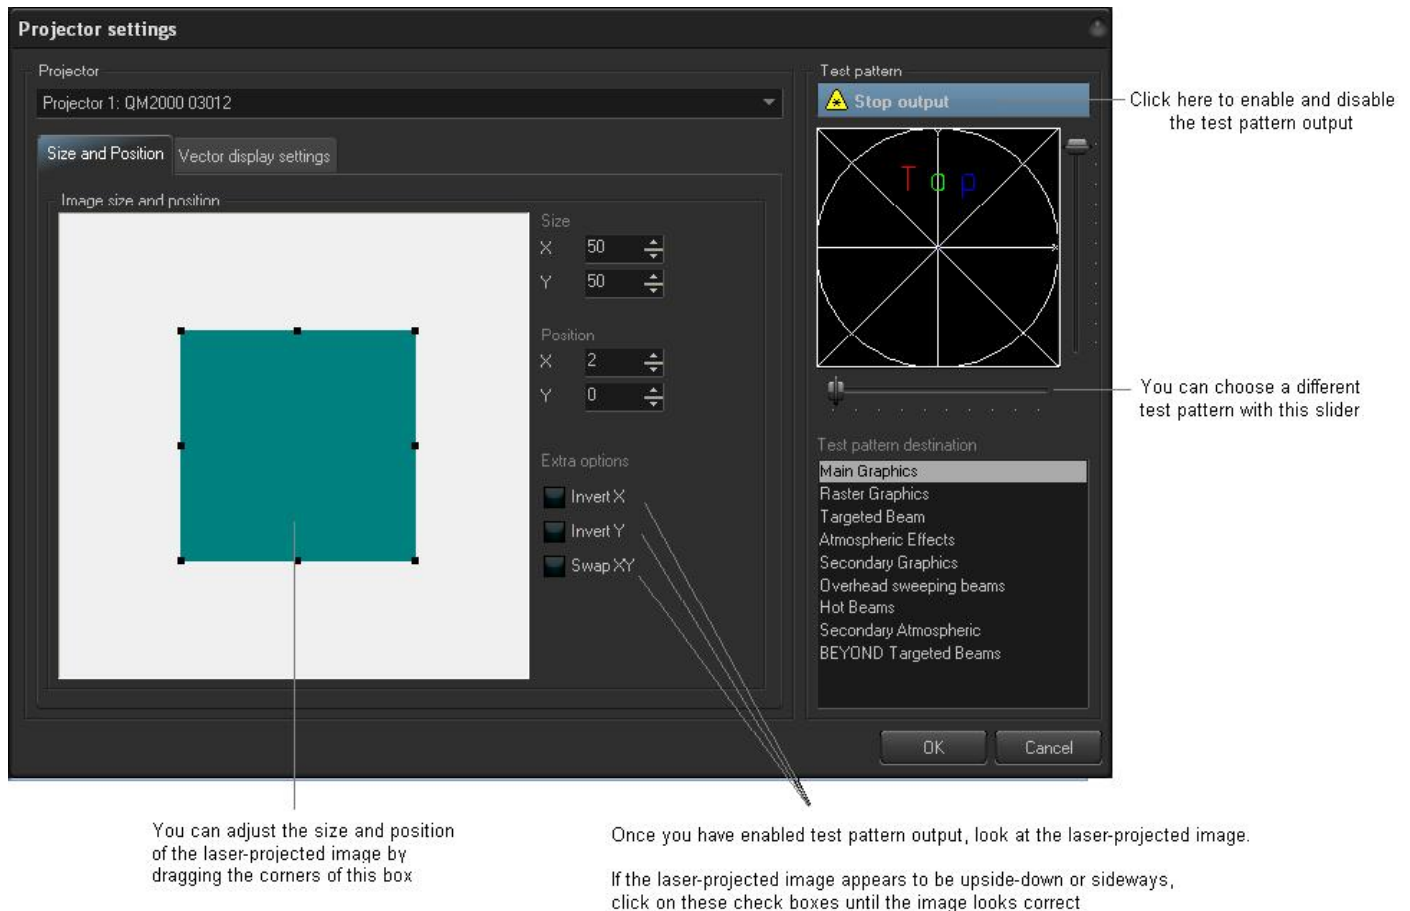 Projector settings
Projector
Projector 1: QM2000 03012
Size and Position
Vector display settings
Image size and position
Size
X 50
Y 50
Position
X 2
Y 0
Extra options
Invert X
Invert Y
Swap XY
Test pattern
Stop output
Y
Top
X
Test pattern destination
Main Graphics
Raster Graphics
Targeted Beam
Atmospheric Effects
Secondary Graphics
Overhead sweeping beams
Hot Beams
Secondary Atmospheric
BEYOND Targeted Beams
OK
Cancel
Click here to enable and disable
the test pattern output
You can choose a different
test pattern with this slider
You can adjust the size and position
of the laser-projected image by
dragging the corners of this box
Once you have enabled test pattern output, look at the laser-projected image.
If the laser-projected image appears to be upside-down or sideways,
click on these check boxes until the image looks correct